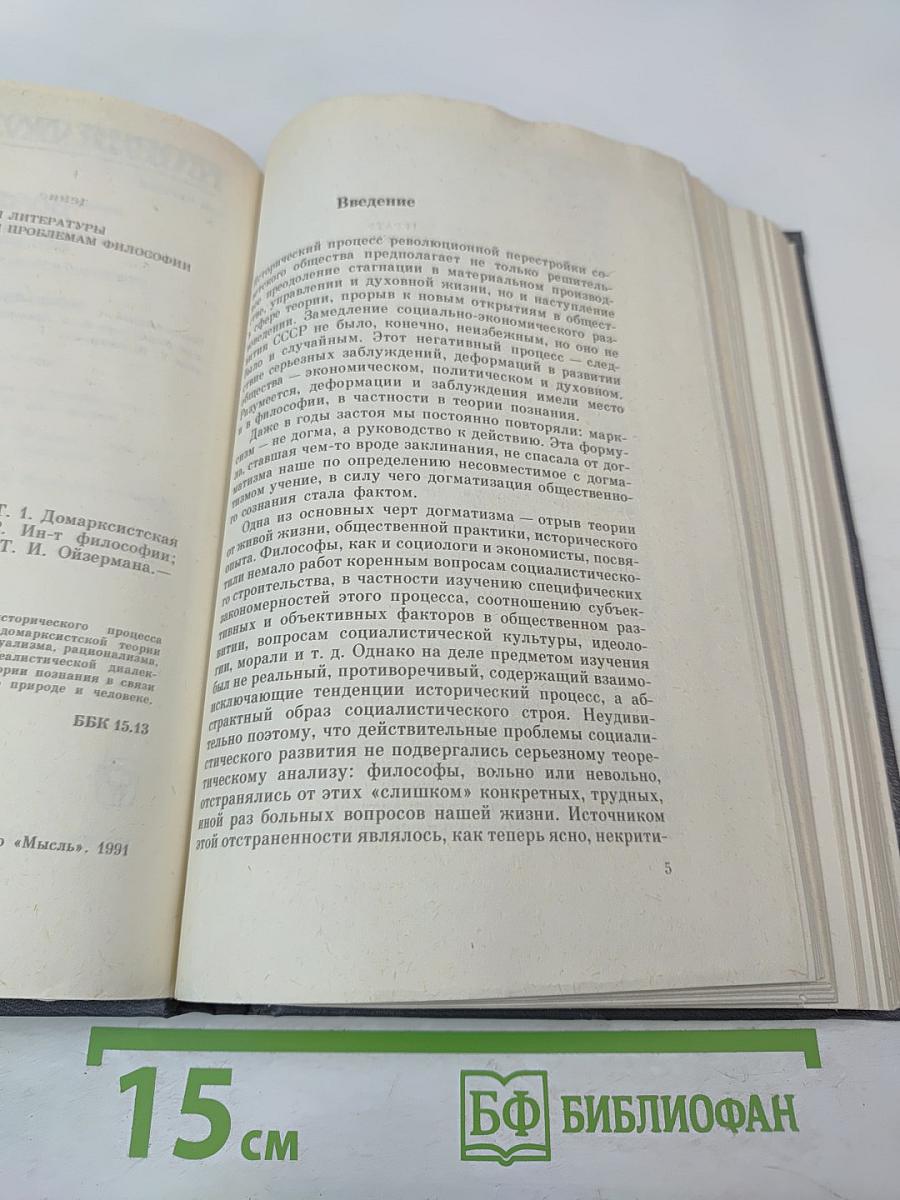 ЛИТЕРАТУРЫ
ПРОБЛЕМАМ ФИЛОСОФИИ
Т. 1. Домарксистская
Ин-т философии;
Т. И. Ойзермана.—
исторического процесса
домарксистской теории
рационализма,
диалек-
теории познания в связи
природе и человеке.
ББК 15.13
«Мысль». 1991
Введение
Исторический процесс революционной перестройки со-
ветского общества предполагает не только решитель-
ное преодоление стагнации в материальном производ-
стве, управлении и духовной жизни, но и наступление
в сфере теории, прорыв к новым открытиям в общест-
воведении. Замедление социально-экономического раз-
вития СССР не было, конечно, неизбежным, но оно не
было и случайным. Этот негативный процесс — след-
ствие серьезных заблуждений, деформаций в развитии
общества — экономическом, политическом и духовном.
Разумеется, деформации и заблуждения имели место
и в философии, в частности в теории познания.
Даже в годы застоя мы постоянно повторяли: марк-
сизм — не догма, а руководство к действию. Эта форму-
ла, ставшая чем-то вроде заклинания, не спасала от дог-
матизма наше по определению несовместимое с догма-
тизмом учение, в силу чего догматизация общественно-
го сознания стала фактом.
Одна из основных черт догматизма — отрыв теории
от живой жизни, общественной практики, исторического
опыта. Философы, как и социологи и экономисты, посвя-
тили немало работ коренным вопросам социалистическо-
го строительства, в частности изучению специфических
закономерностей этого процесса, соотношению субъек-
тивных и объективных факторов в общественном раз-
витии, вопросам социалистической культуры, идеоло-
гии, морали и т. д. Однако на деле предметом изучения
был не реальный, противоречивый, содержащий взаимо-
исключающие тенденции исторический процесс, а аб-
страктный образ социалистического строя. Неудиви-
тельно поэтому, что действительные проблемы социали-
стического развития не подвергались серьезному теоре-
тическому анализу: философы, вольно или невольно,
отстранялись от этих «слишком» конкретных, трудных,
иной раз больных вопросов нашей жизни. Источником
этой отстраненности являлось, как теперь ясно, некрити-
5
15 см
БФ БИБЛИОФАН